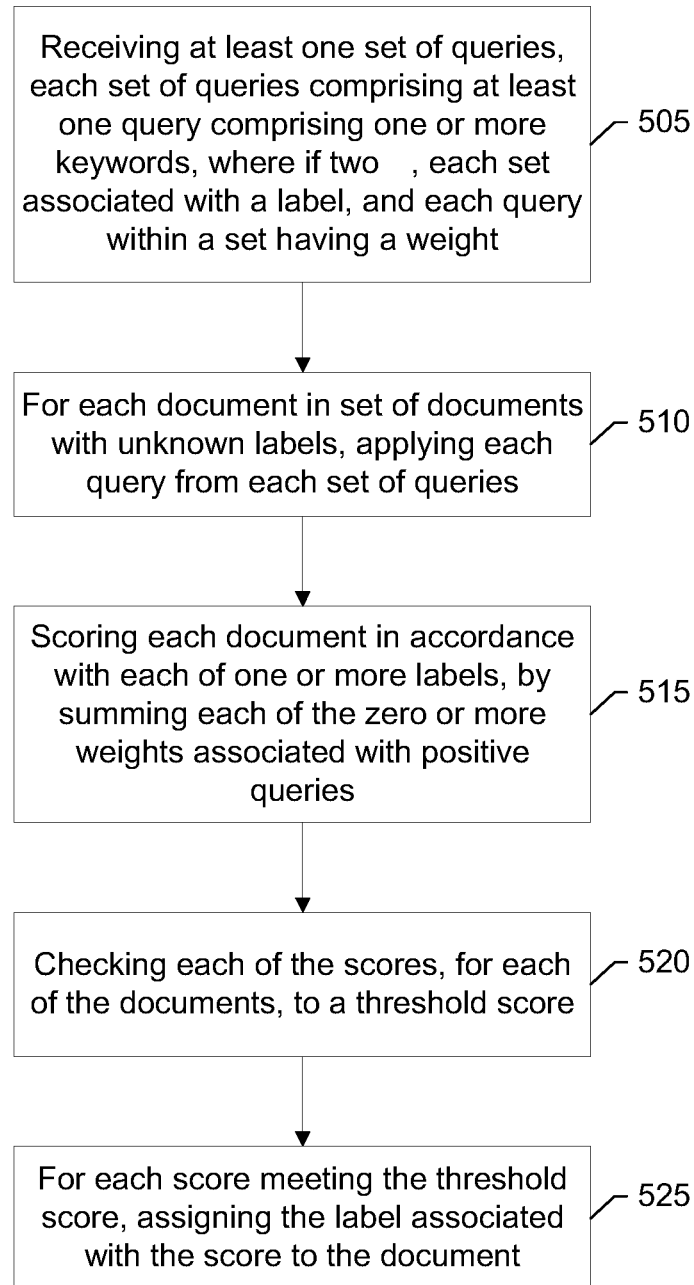 Receiving at least one set of queries,
each set of queries comprising at least
one query comprising one or more
keywords, where if two , each set
associated with a label, and each query
within a set having a weight
505
For each document in set of documents
with unknown labels, applying each
query from each set of queries
510
Scoring each document in accordance
with each of one or more labels, by
summing each of the zero or more
weights associated with positive
queries
515
Checking each of the scores, for each
of the documents, to a threshold score
520
For each score meeting the threshold
score, assigning the label associated
with the score to the document
525